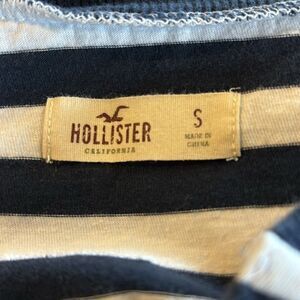 HOLLISTER
CALIFORNIA
S
MADE IN
CHINA